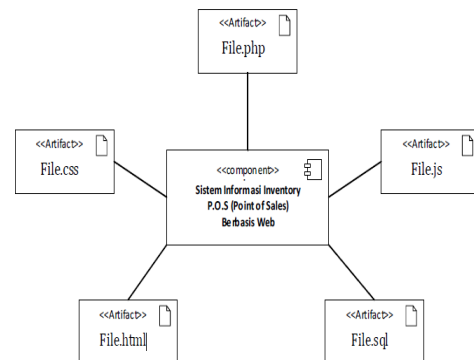 <<Artifact>>
File.php
<<Artifact>>
File.css
<<Artifact>>
File.js
<<component>>
Sistem Informasi Inventory
P.O.S (Point of Sales)
Berbasis Web
<<Artifact>>
File.html
<<Artifact>>
File.sql